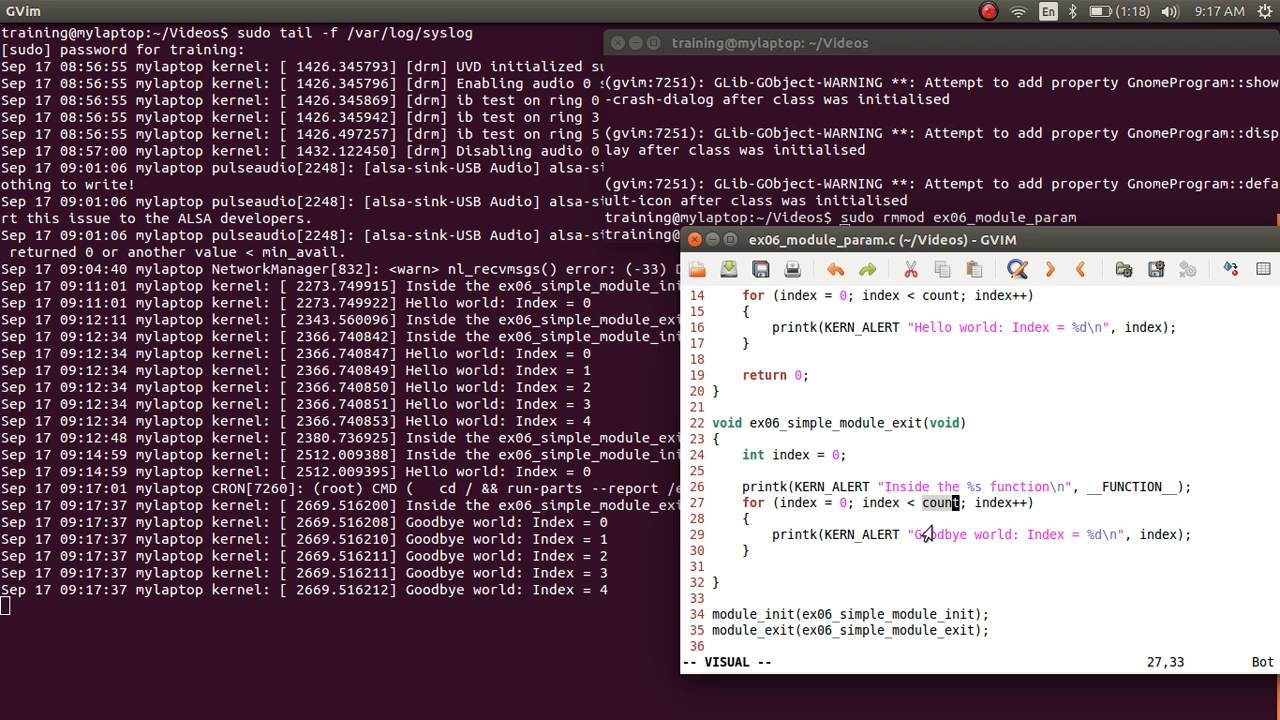 GVim
En
(1:18)
9:17 AM
training@mylaptop:~/Videos$ sudo tail -f /var/log/syslog
[sudo] password for training:
Sep 17 08:56:55 mylaptop kernel: [ 1426.345793] [drm] UVD initialized su
Sep 17 08:56:55 mylaptop kernel: [ 1426.345796] [drm] Enabling audio 0 s
Sep 17 08:56:55 mylaptop kernel: [ 1426.345869] [drm] ib test on ring 0
Sep 17 08:56:55 mylaptop kernel: [ 1426.345942] [drm] ib test on ring 3
Sep 17 08:56:55 mylaptop kernel: [ 1426.497257] [drm] ib test on ring 5
Sep 17 08:57:00 mylaptop kernel: [ 1432.122450] [drm] Disabling audio 0
Sep 17 09:01:06 mylaptop pulseaudio[2248]: [alsa-sink-USB Audio] alsa-si
othing to write!
Sep 17 09:01:06 mylaptop pulseaudio[2248]: [alsa-sink-USB Audio] alsa-si
rt this issue to the ALSA developers.
Sep 17 09:01:06 mylaptop pulseaudio[2248]: [alsa-sink-USB Audio] alsa-si
returned 0 or another value < min_avail.
Sep 17 09:04:40 mylaptop NetworkManager[832]: <warn> nl_recvmsgs() error: (-33)
Sep 17 09:11:01 mylaptop kernel: [ 2273.749915] Inside the ex06_simple_module_ini
Sep 17 09:11:01 mylaptop kernel: [ 2273.749922] Hello world: Index = 0
Sep 17 09:12:11 mylaptop kernel: [ 2343.560096] Inside the ex06_simple_module_exi
Sep 17 09:12:34 mylaptop kernel: [ 2366.740842] Inside the ex06_simple_module_ini
Sep 17 09:12:34 mylaptop kernel: [ 2366.740847] Hello world: Index = 0
Sep 17 09:12:34 mylaptop kernel: [ 2366.740849] Hello world: Index = 1
Sep 17 09:12:34 mylaptop kernel: [ 2366.740850] Hello world: Index = 2
Sep 17 09:12:34 mylaptop kernel: [ 2366.740851] Hello world: Index = 3
Sep 17 09:12:34 mylaptop kernel: [ 2366.740853] Hello world: Index = 4
Sep 17 09:12:48 mylaptop kernel: [ 2380.736925] Inside the ex06_simple_module_exi
Sep 17 09:14:59 mylaptop kernel: [ 2512.009388] Inside the ex06_simple_module_ini
Sep 17 09:14:59 mylaptop kernel: [ 2512.009395] Hello world: Index = 0
Sep 17 09:17:01 mylaptop CRON[7260]: (root) CMD (   cd / && run-parts --report /e
Sep 17 09:17:37 mylaptop kernel: [ 2669.516200] Inside the ex06_simple_module_exi
Sep 17 09:17:37 mylaptop kernel: [ 2669.516208] Goodbye world: Index = 0
Sep 17 09:17:37 mylaptop kernel: [ 2669.516210] Goodbye world: Index = 1
Sep 17 09:17:37 mylaptop kernel: [ 2669.516211] Goodbye world: Index = 2
Sep 17 09:17:37 mylaptop kernel: [ 2669.516211] Goodbye world: Index = 3
Sep 17 09:17:37 mylaptop kernel: [ 2669.516212] Goodbye world: Index = 4
training@mylaptop: ~/Videos
(gvim:7251): GLib-GObject-WARNING **: Attempt to add property GnomeProgram::show
-crash-dialog after class was initialised
(gvim:7251): GLib-GObject-WARNING **: Attempt to add property GnomeProgram::disp
lay after class was initialised
(gvim:7251): GLib-GObject-WARNING **: Attempt to add property GnomeProgram::defa
ult-icon after class was initialised
training@mylaptop:~/Videos$ sudo rmmod ex06_module_param
training@
ex06_module_param.c (~/Videos) - GVIM
14 for (index = 0; index < count; index++)
15 {
16 printk(KERN_ALERT "Hello world: Index = %d\n", index);
17 }
18
19 return 0;
20 }
21
22 void ex06_simple_module_exit(void)
23 {
24 int index = 0;
25
26 printk(KERN_ALERT "Inside the %s function\n", __FUNCTION__);
27 for (index = 0; index < count; index++)
28 {
29 printk(KERN_ALERT "Goodbye world: Index = %d\n", index);
30 }
31
32 }
33
34 module_init(ex06_simple_module_init);
35 module_exit(ex06_simple_module_exit);
36
-- VISUAL --
27,33
Bot